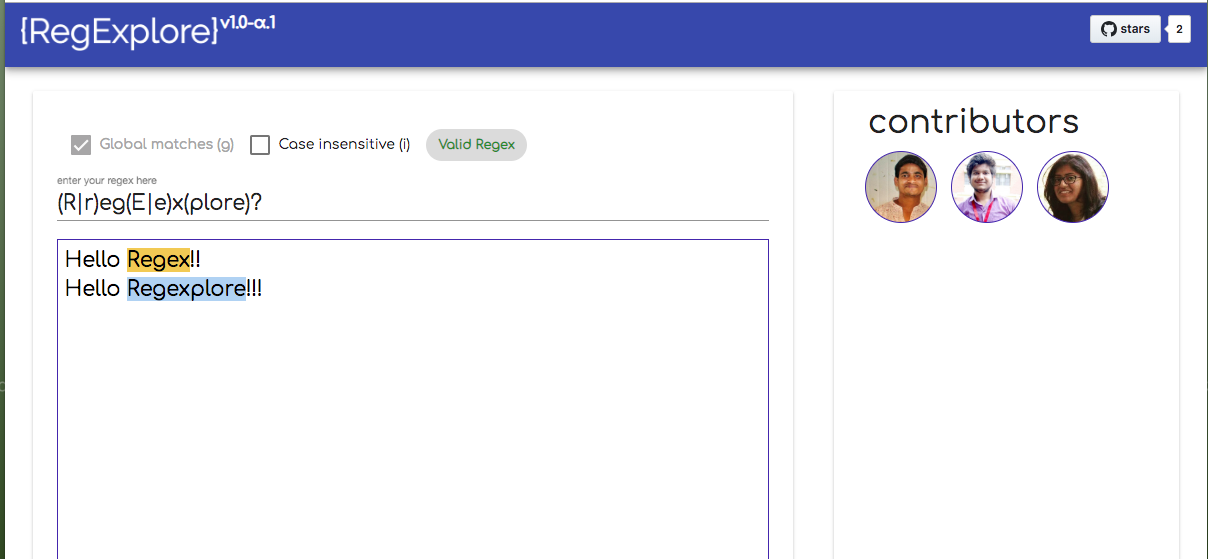 {RegExplore}v1.0-α.1
stars 2
Global matches (g) Case insensitive (i) Valid Regex
enter your regex here
(R|r)eg(E|e)x(plore)?
Hello Regex!!
Hello Regexplore!!!
contributors